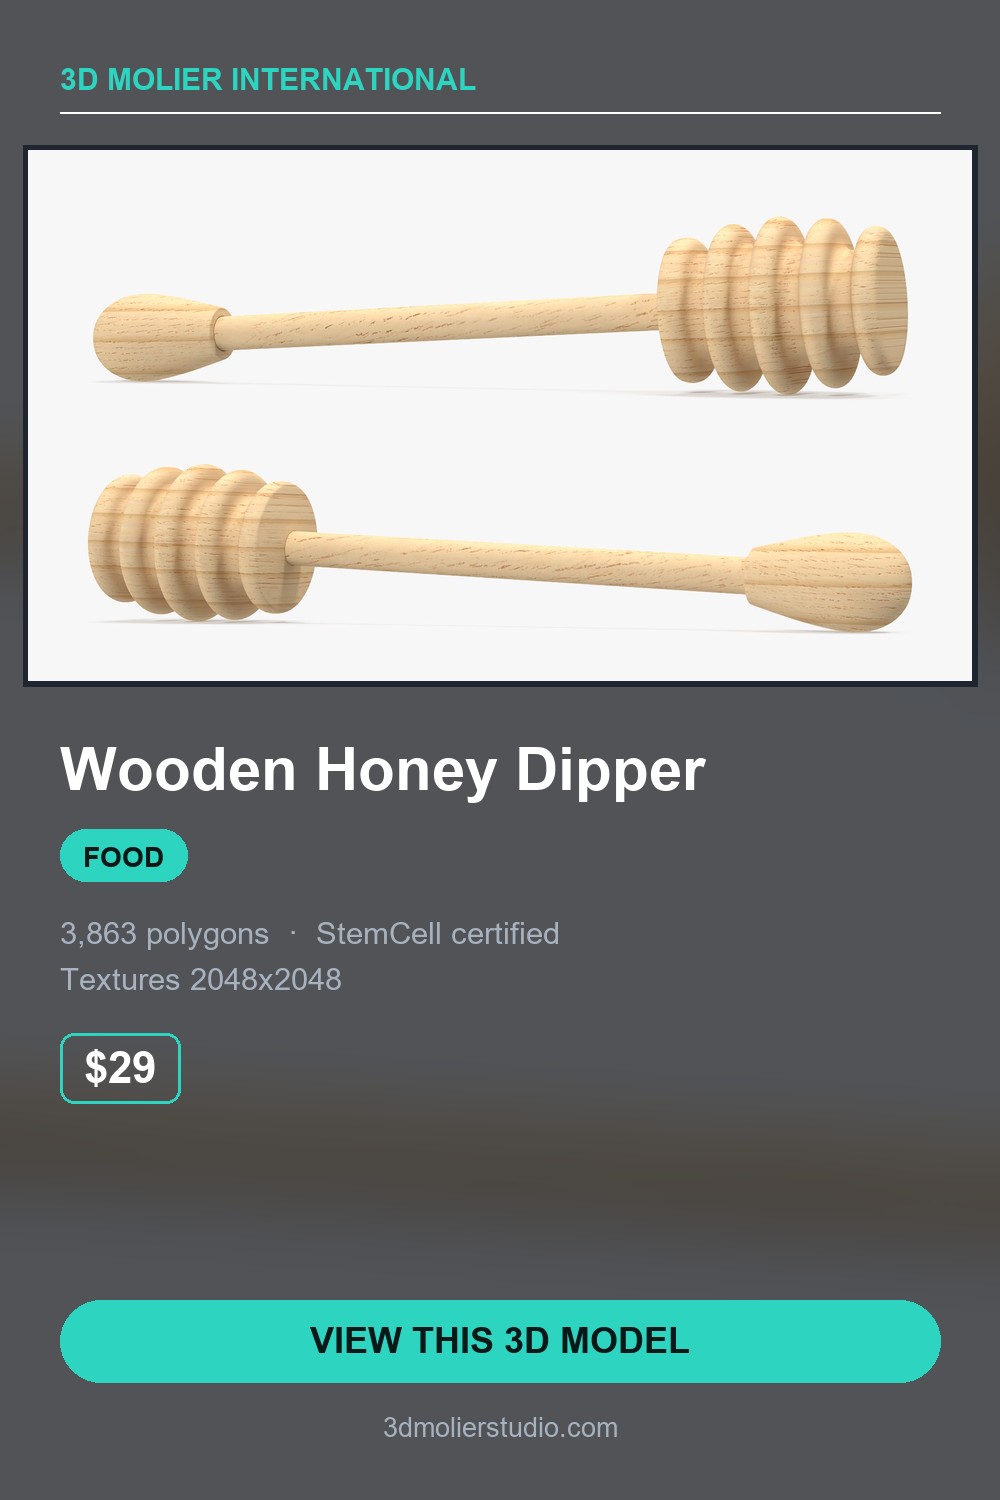 3D MOLIER INTERNATIONAL
Wooden Honey Dipper
FOOD
3,863 polygons · StemCell certified
Textures 2048x2048
$29
VIEW THIS 3D MODEL
3dmolierstudio.com